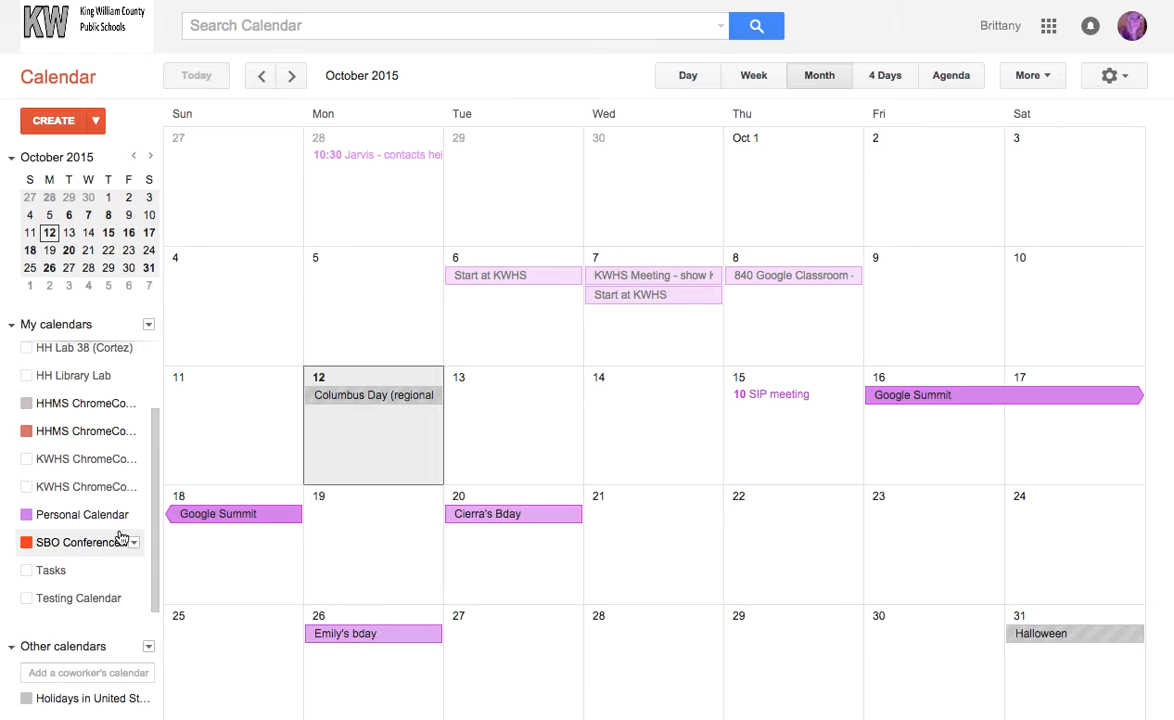 KW
King William County
Public Schools
Search Calendar
Brittany
Calendar
Today
October 2015
Day
Week
Month
4 Days
Agenda
More
CREATE
October 2015
S M T W T F S
27 28 29 30 1 2 3
4 5 6 7 8 9 10
11 12 13 14 15 16 17
18 19 20 21 22 23 24
25 26 27 28 29 30 31
1 2 3 4 5 6 7
My calendars
HH Lab 38 (Cortez)
HH Library Lab
HHMS ChromeCo...
HHMS ChromeCo...
KWHS ChromeCo...
KWHS ChromeCo...
Personal Calendar
SBO Conference
Tasks
Testing Calendar
Other calendars
Add a coworker's calendar
Holidays in United St...
Sun Mon Tue Wed Thu Fri Sat
27 28 29 30 Oct 1 2 3
10:30 Jarvis - contacts hel
4 5 6 7 8 9 10
Start at KWHS
KWHS Meeting - show
840 Google Classroom -
Start at KWHS
11 12 13 14 15 16 17
Columbus Day (regional
10 SIP meeting
Google Summit
18 19 20 21 22 23 24
Google Summit
Cierra's Bday
25 26 27 28 29 30 31
Emily's bday
Halloween